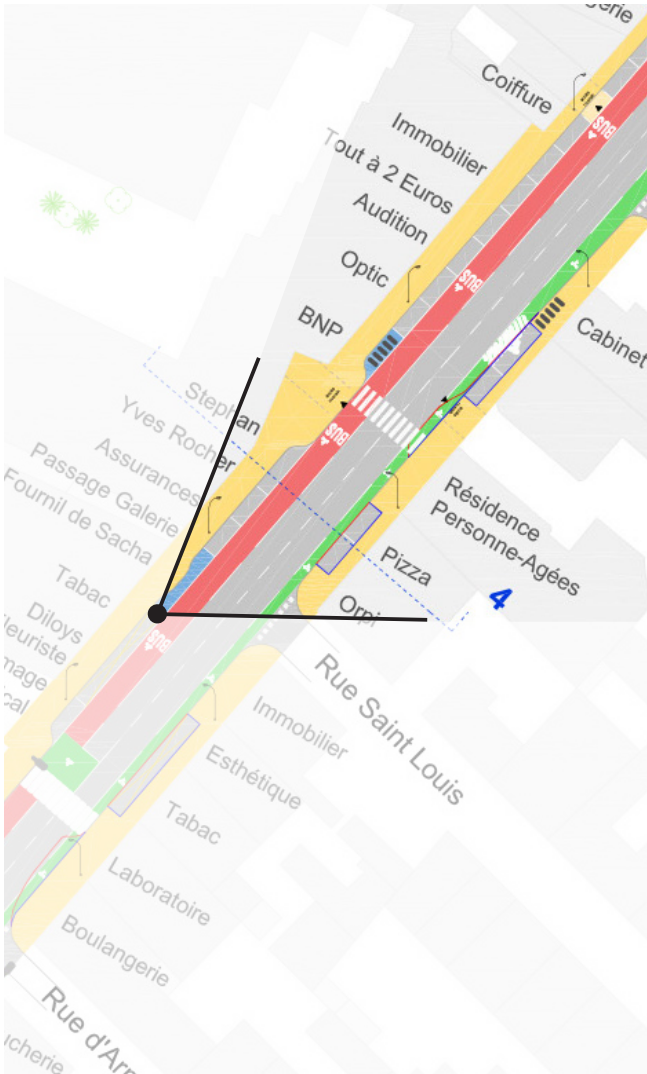 Coiffure
Immobilier
Tout à 2 Euros
Audition
Optic
BNP
BUS
BUS
BUS
Cabinet
Stephan
Yves Rocher
Assurances
Passage Galerie
Fournil de Sacha
Tabac
Diloys
Résidence
Personne-Agées
Pizza
Orpi
4
BUS
Rue Saint Louis
Immobilier
Esthétique
Tabac
Laboratoire
Boulangerie